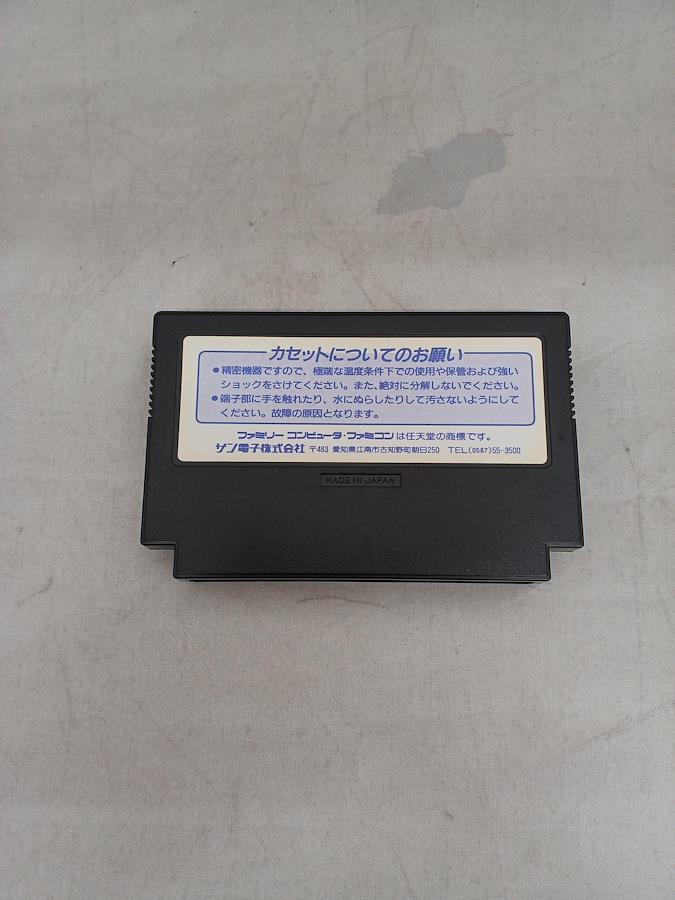 カセットについてのお願い
●精密機器ですので、極端な温度条件下での使用や保管および強い
ショックをさけてください。また、絶対に分解しないでください。
●端子部に手を触れたり、水にぬらしたりして汚さないようにして
ください。故障の原因となります。
ファミリーコンピュータ・ファミコンは任天堂の商標です。
サン電子株式会社 〒483 愛知県江南市古知野町朝日250 TEL.(0587)55-3500
MADE IN JAPAN